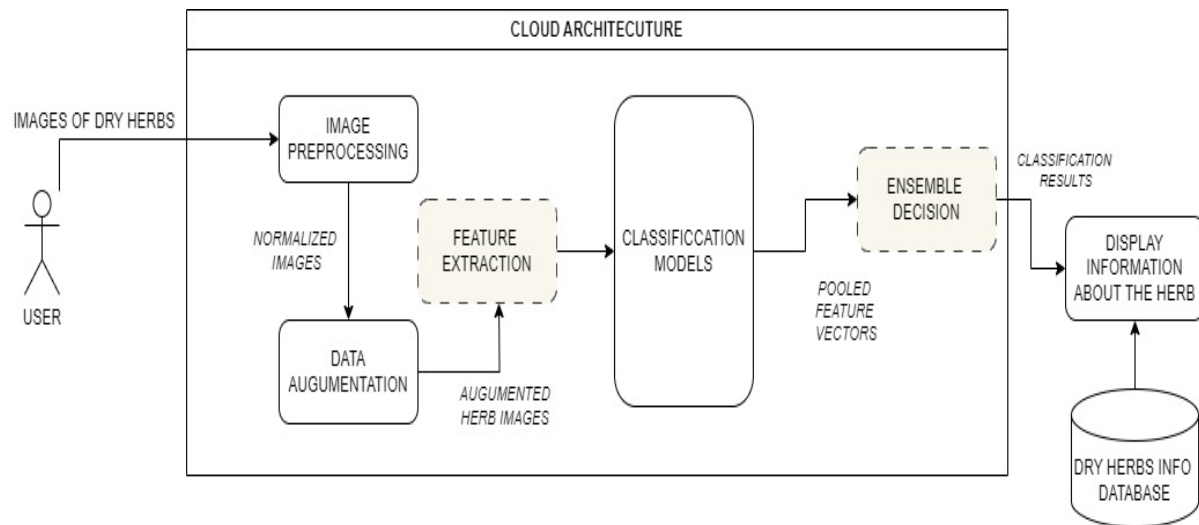 CLOUD ARCHITECUTURE
IMAGES OF DRY HERBS
USER
IMAGE
PREPROCESSING
NORMALIZED
IMAGES
DATA
AUGUMENTATION
AUGUMENTED
HERB IMAGES
FEATURE
EXTRACTION
CLASSIFICCATION
MODELS
POOLED
FEATURE
VECTORS
ENSEMBLE
DECISION
CLASSIFICATION
RESULTS
DISPLAY
INFORMATION
ABOUT THE HERB
DRY HERBS INFO
DATABASE